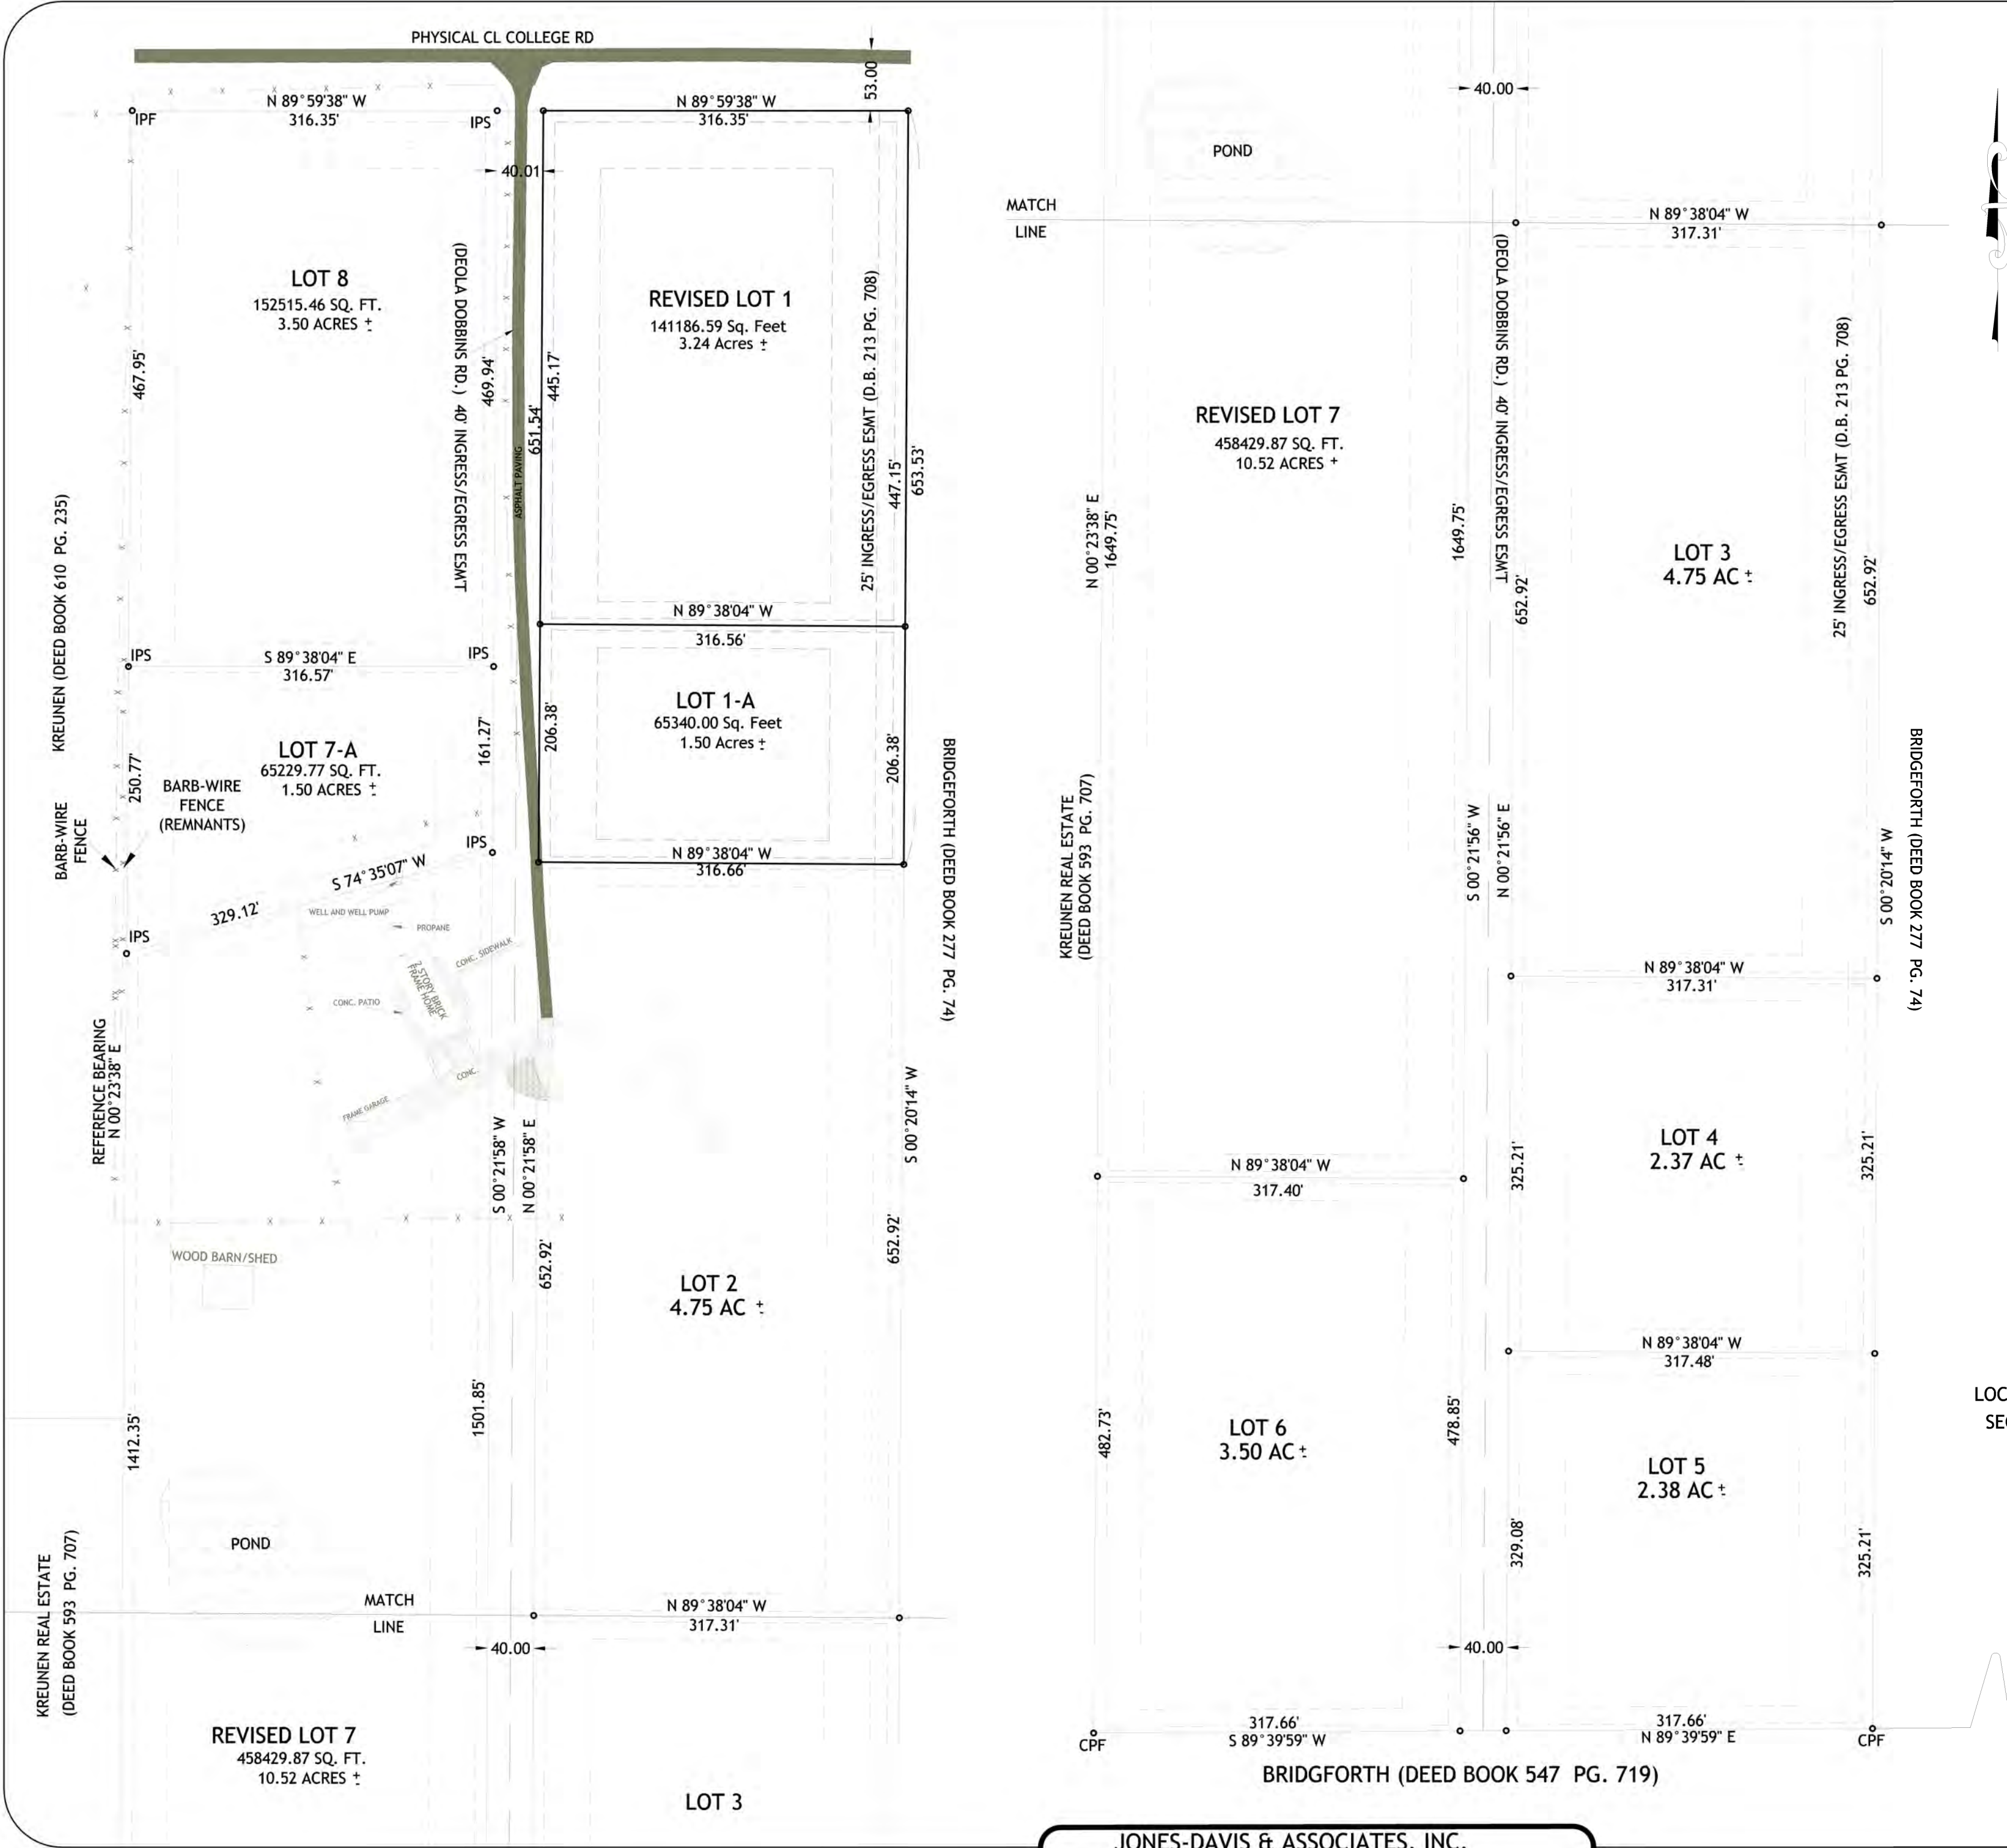 PHYSICAL CL COLLEGE RD
53.00
N 89°59'38" W
316.35'
IPF
IPS
N 89°59'38" W
316.35'
40.01
LOT 8
152515.46 SQ. FT.
3.50 ACRES ±
467.95'
469.94'
(DEOLA DOBBINS RD.) 40' INGRESS/EGRESS ESMT
ASPHALT PAVING
651.54'
445.17'
REVISED LOT 1
141186.59 Sq. Feet
3.24 Acres ±
25' INGRESS/EGRESS ESMT (D.B. 213 PG. 708)
447.15'
653.53'
KREUNEN (DEED BOOK 610 PG. 235)
N 89°38'04" W
316.56'
IPS
S 89°38'04" E
316.57'
IPS
LOT 7-A
65229.77 SQ. FT.
1.50 ACRES ±
250.77'
161.27'
BARB-WIRE
FENCE
(REMNANTS)
BARB-WIRE
FENCE
IPS
S 74°35'07" W
329.12'
IPS
LOT 1-A
65340.00 Sq. Feet
1.50 Acres ±
206.38'
206.38'
N 89°38'04" W
316.66'
BRIDGEFORTH (DEED BOOK 277 PG. 74)
WELL AND WELL PUMP
PROPANE
CONC. SIDEWALK
2 STORY BRICK
FRAME HOME
CONC. PATIO
CONC.
FRAME GARAGE
REFERENCE BEARING
N 00°23'38" E
S 00°21'58" W
N 00°21'58" E
S 00°20'14" W
WOOD BARN/SHED
652.92'
652.92'
LOT 2
4.75 AC ±
1412.35'
1501.85'
POND
KREUNEN REAL ESTATE
(DEED BOOK 593 PG. 707)
MATCH
LINE
N 89°38'04" W
317.31'
40.00
REVISED LOT 7
458429.87 SQ. FT.
10.52 ACRES ±
LOT 3
40.00
POND
MATCH
LINE
N 89°38'04" W
317.31'
(DEOLA DOBBINS RD.) 40' INGRESS/EGRESS ESMT
25' INGRESS/EGRESS ESMT (D.B. 213 PG. 708)
REVISED LOT 7
458429.87 SQ. FT.
10.52 ACRES +
N 00°23'38" E
1649.75'
1649.75'
652.92'
LOT 3
4.75 AC ±
652.92'
KREUNEN REAL ESTATE
(DEED BOOK 593 PG. 707)
S 00°21'56" W
N 00°21'56" E
S 00°20'14" W
BRIDGEFORTH (DEED BOOK 277 PG. 74)
N 89°38'04" W
317.31'
LOT 4
2.37 AC ±
325.21'
325.21'
N 89°38'04" W
317.40'
N 89°38'04" W
317.48'
LOT 6
3.50 AC ±
482.73'
478.85'
LOT 5
2.38 AC ±
329.08'
325.21'
40.00
CPF
317.66'
S 89°39'59" W
317.66'
N 89°39'59" E
CPF
BRIDGFORTH (DEED BOOK 547 PG. 719)
LOC
SE
JONES-DAVIS & ASSOCIATES, INC.